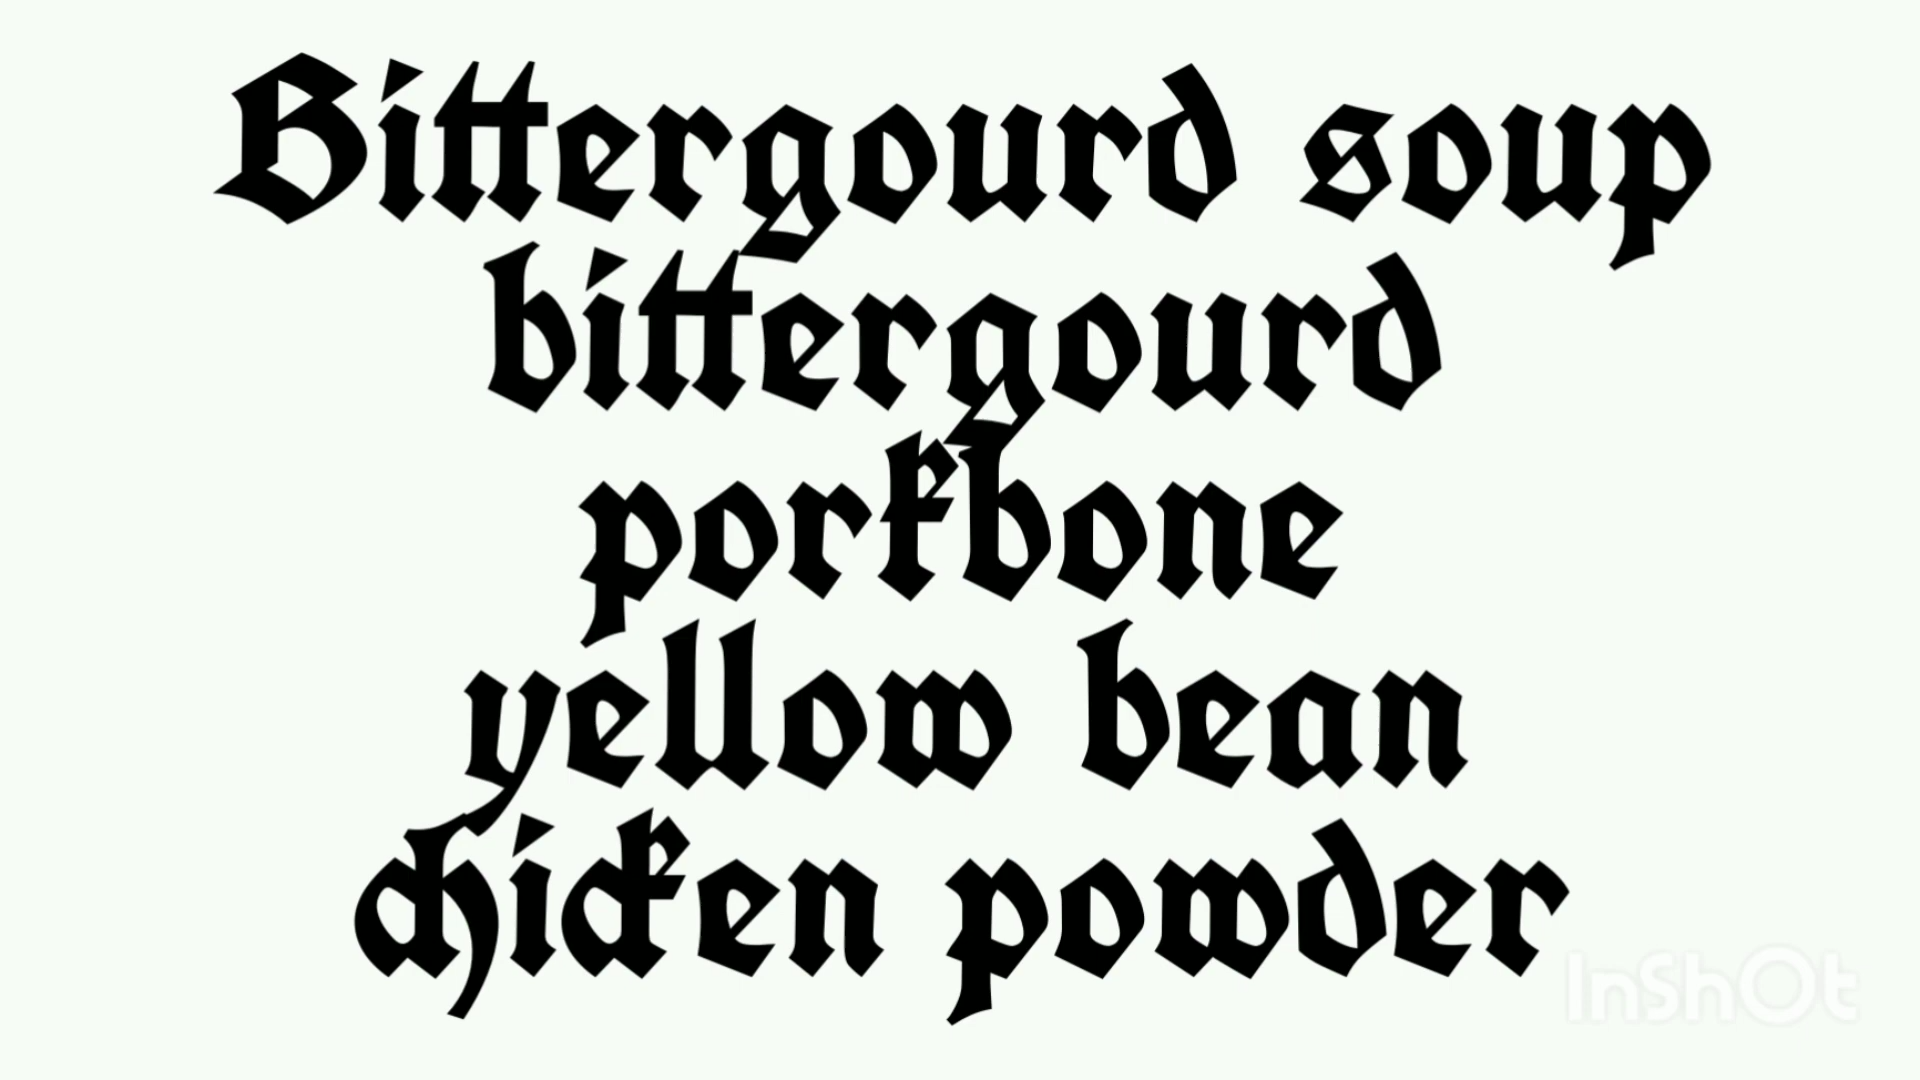 Bittergourd soup
bittergourd
porkbone
yellow bean
chicken powder
InShOt